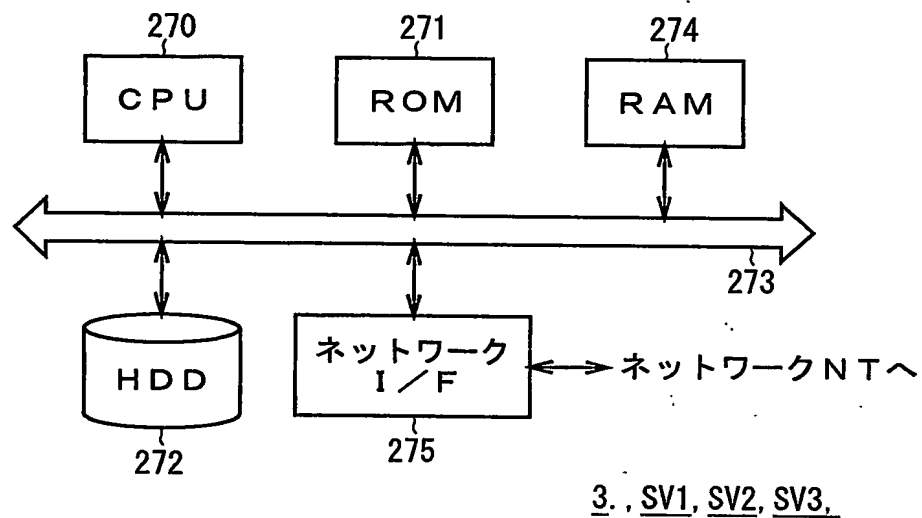 270
271
274
CPU
ROM
RAM
273
HDD
ネットワーク
I/F
ネットワークNTへ
272
275
3. , SV1, SV2, SV3,